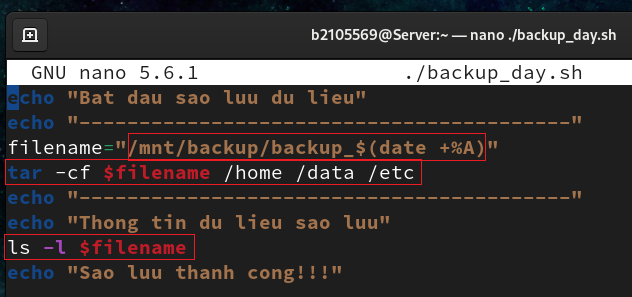 b2105569@Server:~ — nano ./backup_day.sh
GNU nano 5.6.1 ./backup_day.sh
echo "Bat dau sao luu du lieu"
echo "-----------------------------------------"
filename="/mnt/backup/backup_$(date +%A)"
tar -cf $filename /home /data /etc
echo "-----------------------------------------"
echo "Thong tin du lieu sao luu"
ls -l $filename
echo "Sao luu thanh cong!!!"